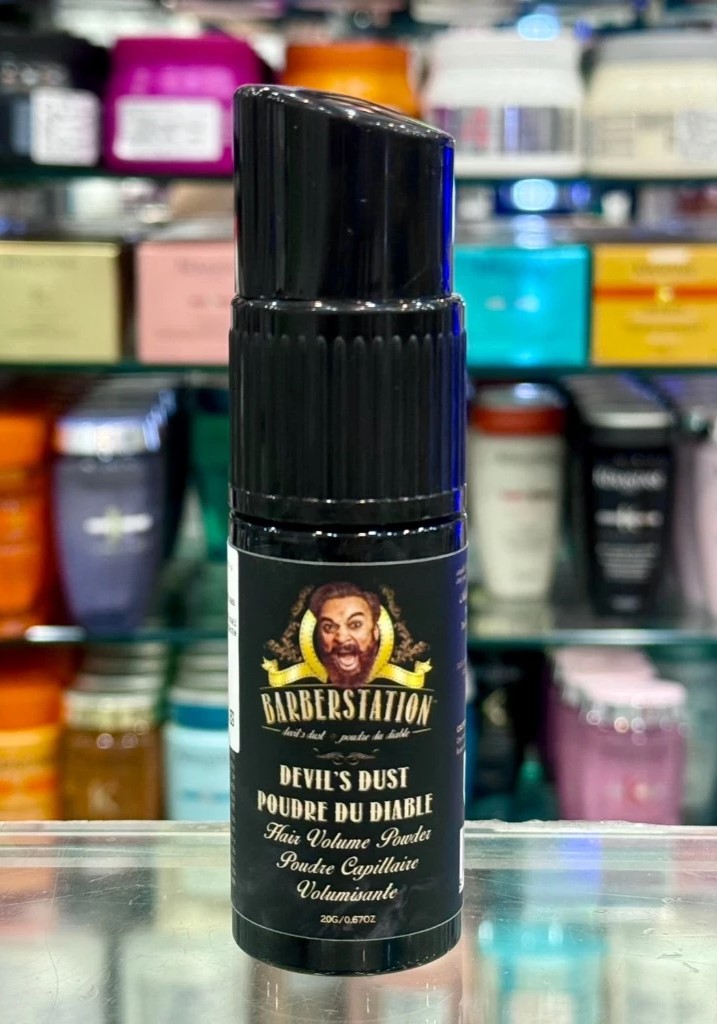 BARBERSTATION
devil's dust poudre du diable
DEVIL'S DUST
POUDRE DU DIABLE
Hair Volume Powder
Poudre Capillaire
Volumisante
20G/0.67OZ